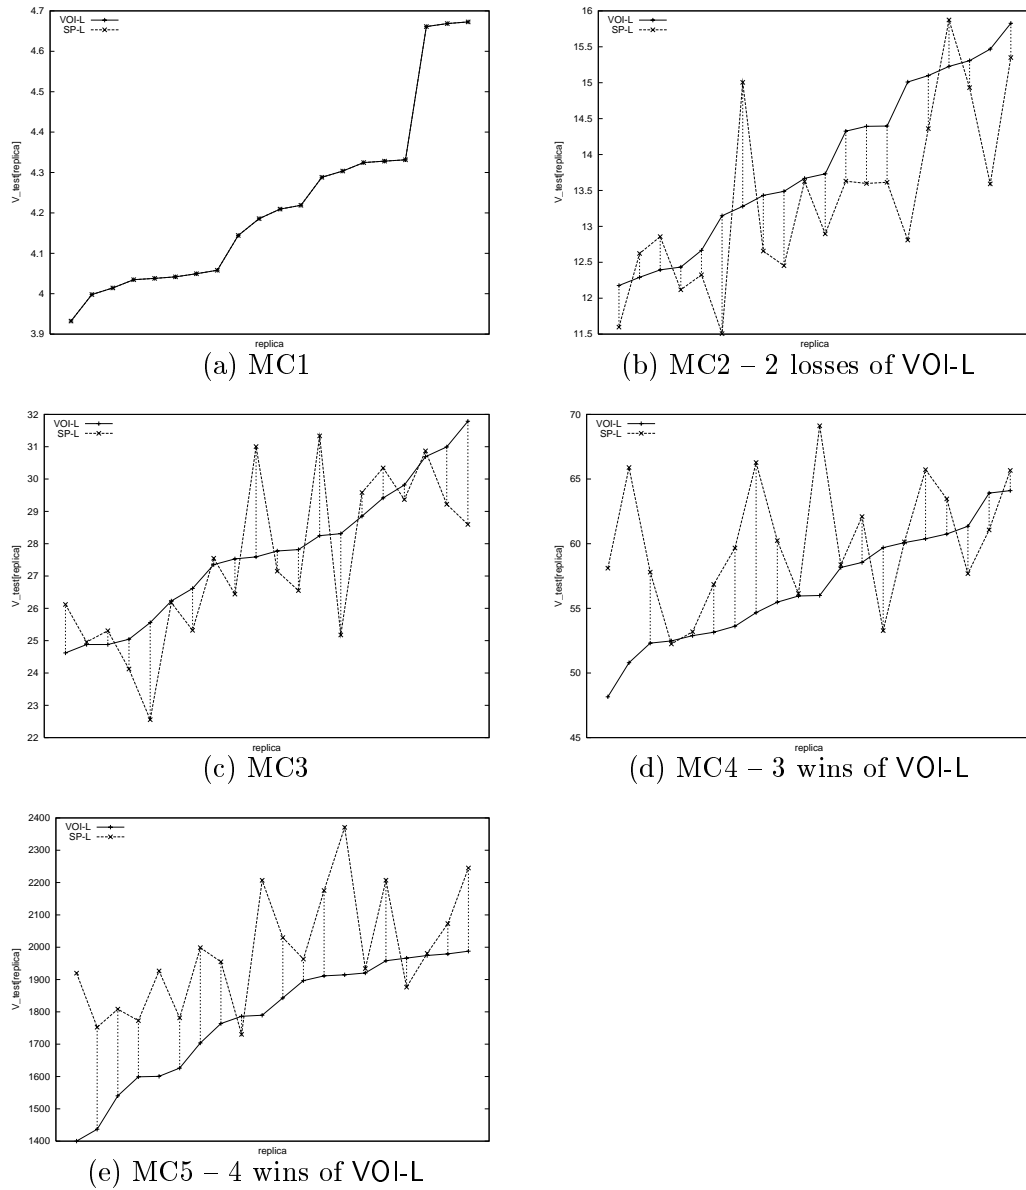 4.7
4.6
4.5
4.4
4.3
4.2
4.1
4
3.9
V_test[replica]
replica
VOI-L
SP-L
(a) MC1
16
15.5
15
14.5
14
13.5
13
12.5
12
11.5
V_test[replica]
replica
VOI-L
SP-L
(b) MC2 – 2 losses of VOI-L
32
31
30
29
28
27
26
25
24
23
22
V_test[replica]
replica
VOI-L
SP-L
(c) MC3
70
65
60
55
50
45
V_test[replica]
replica
VOI-L
SP-L
(d) MC4 – 3 wins of VOI-L
2400
2300
2200
2100
2000
1900
1800
1700
1600
1500
1400
V_test[replica]
replica
VOI-L
SP-L
(e) MC5 – 4 wins of VOI-L